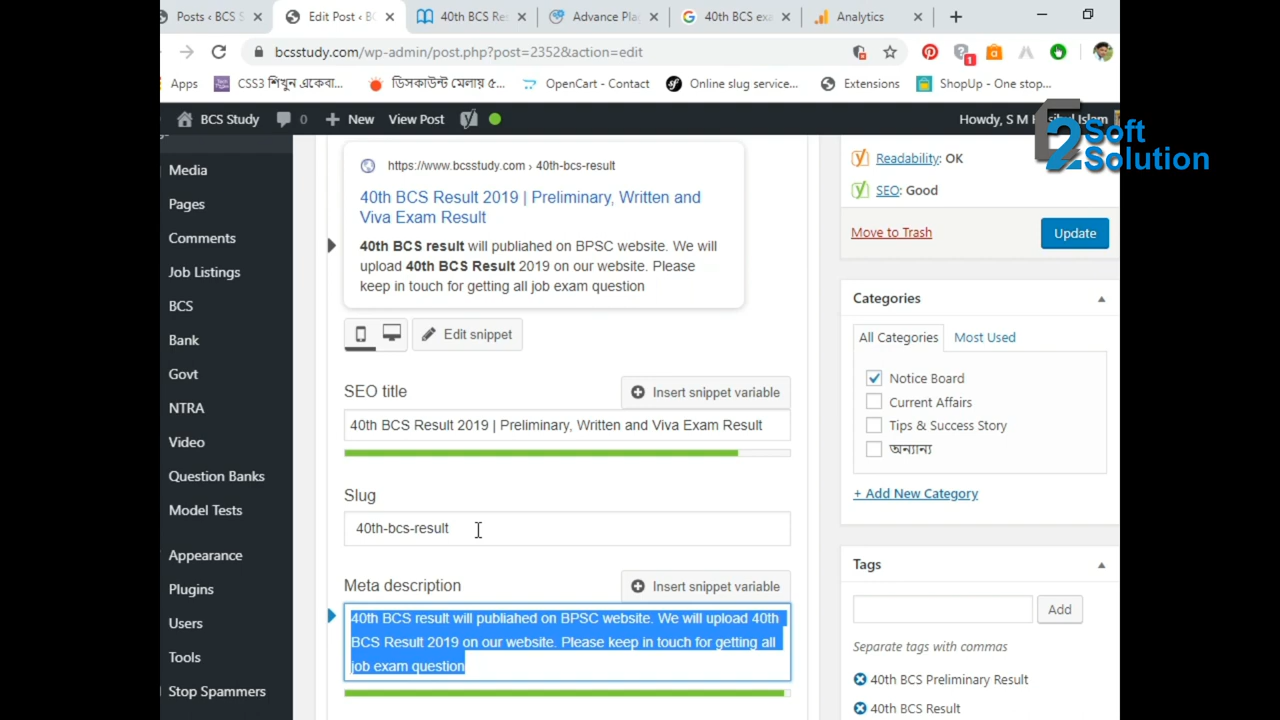 Posts ‹ BCS S
Edit Post ‹ B
40th BCS Res
Advance Pla
40th BCS ex
Analytics
bcsstudy.com/wp-admin/post.php?post=2352&action=edit
1
Apps
CSS3 শিখুন একেবা...
ডিসকাউন্ট মেলায় ৫...
OpenCart - Contact
Online slug service...
Extensions
ShopUp - One stop...
BCS Study
0
New
View Post
Howdy, S M
Islam
Soft
Solution
Media
Pages
Comments
Job Listings
BCS
Bank
Govt
NTRA
Video
Question Banks
Model Tests
Appearance
Plugins
Users
Tools
Stop Spammers
https://www.bcsstudy.com › 40th-bcs-result
40th BCS Result 2019 | Preliminary, Written and
Viva Exam Result
40th BCS result will publiahed on BPSC website. We will
upload 40th BCS Result 2019 on our website. Please
keep in touch for getting all job exam question
Edit snippet
SEO title
Insert snippet variable
40th BCS Result 2019 | Preliminary, Written and Viva Exam Result
Slug
40th-bcs-result
Meta description
Insert snippet variable
40th BCS result will publiahed on BPSC website. We will upload 40th
BCS Result 2019 on our website. Please keep in touch for getting all
job exam question
Readability: OK
SEO: Good
Move to Trash
Update
Categories
All Categories
Most Used
Notice Board
Current Affairs
Tips & Success Story
অন্যান্য
+ Add New Category
Tags
Add
Separate tags with commas
40th BCS Preliminary Result
40th BCS Result